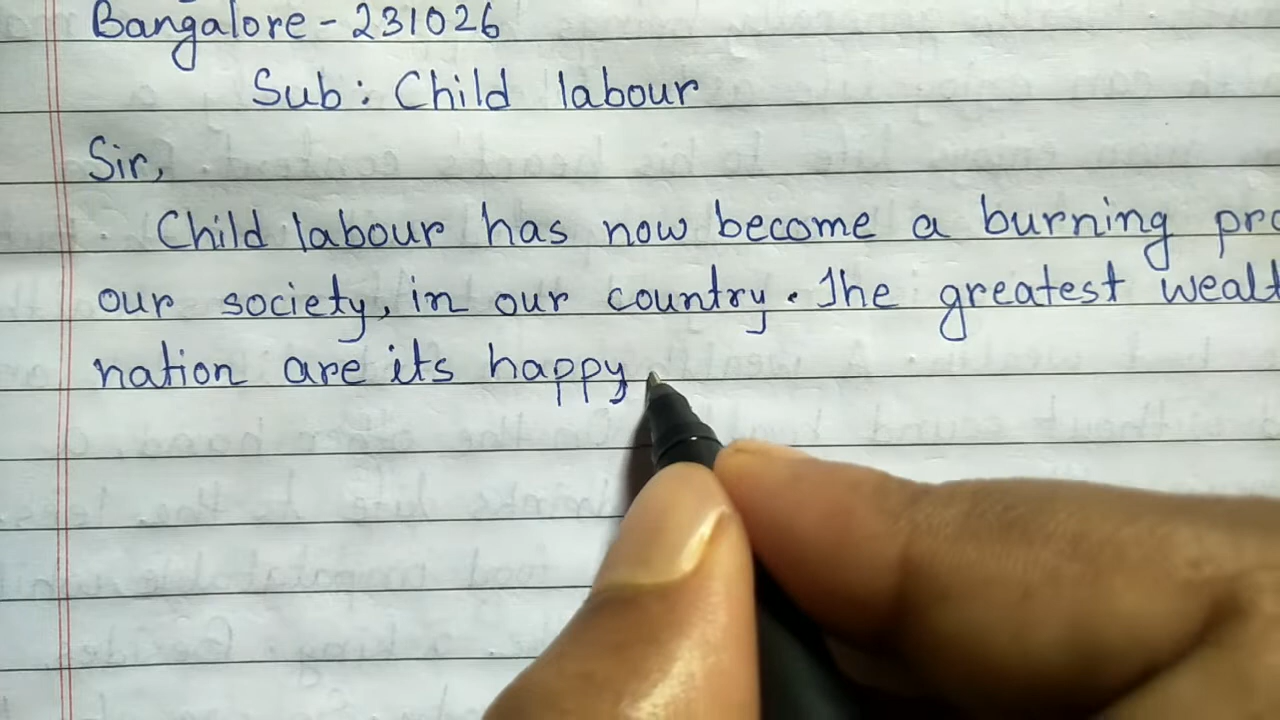 Bangalore - 231026
Sub: Child labour
Sir,
Child labour has now become a burning
our society, in our country. The greatest
nation are its happy